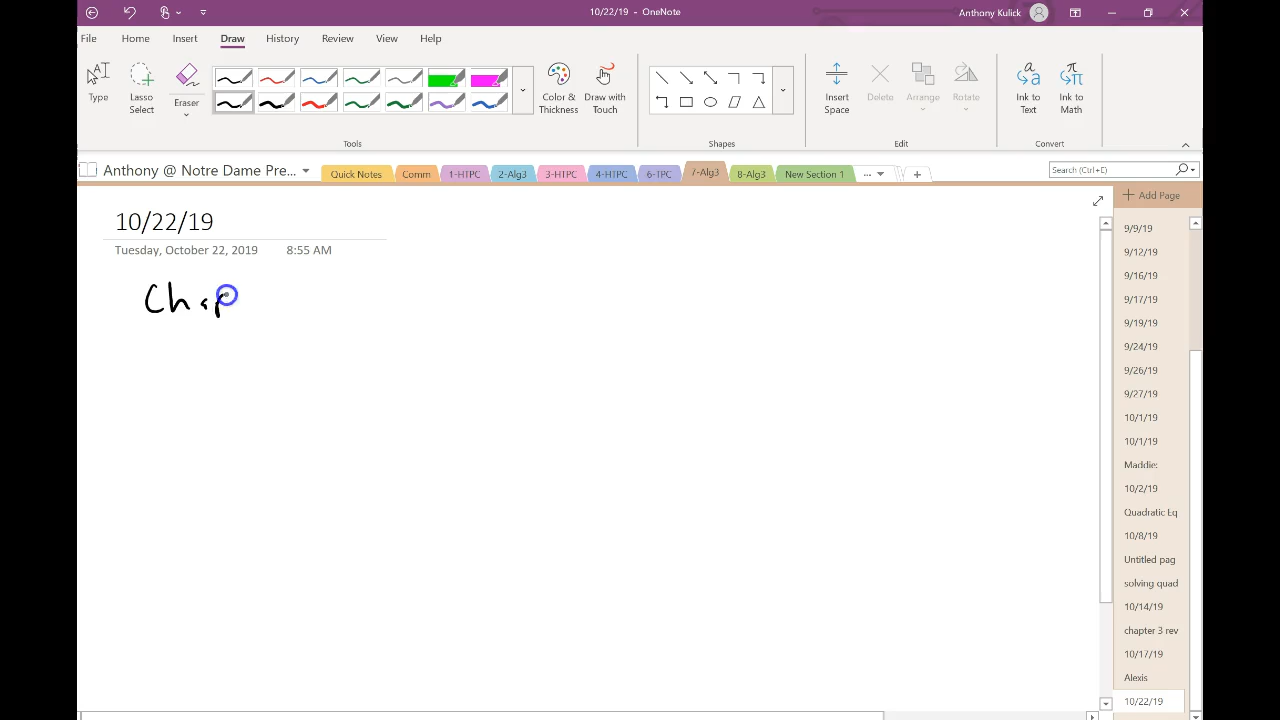 10/22/19 - OneNote
Anthony Kulick
File Home Insert Draw History Review View Help
Type
Lasso Select
Eraser
Color & Thickness
Draw with Touch
Insert Space
Delete
Arrange
Rotate
Ink to Text
Ink to Math
Tools
Shapes
Edit
Convert
Anthony @ Notre Dame Pre...
Quick Notes Comm 1-HTPC 2-Alg3 3-HTPC 4-HTPC 6-TPC 7-Alg3 8-Alg3 New Section 1 ... +
Search (Ctrl+E)
+ Add Page
10/22/19
Tuesday, October 22, 2019 8:55 AM
Chap
9/9/19
9/12/19
9/16/19
9/17/19
9/19/19
9/24/19
9/26/19
9/27/19
10/1/19
10/1/19
Maddie:
10/2/19
Quadratic Eq
10/8/19
Untitled pag
solving quad
10/14/19
chapter 3 rev
10/17/19
Alexis
10/22/19